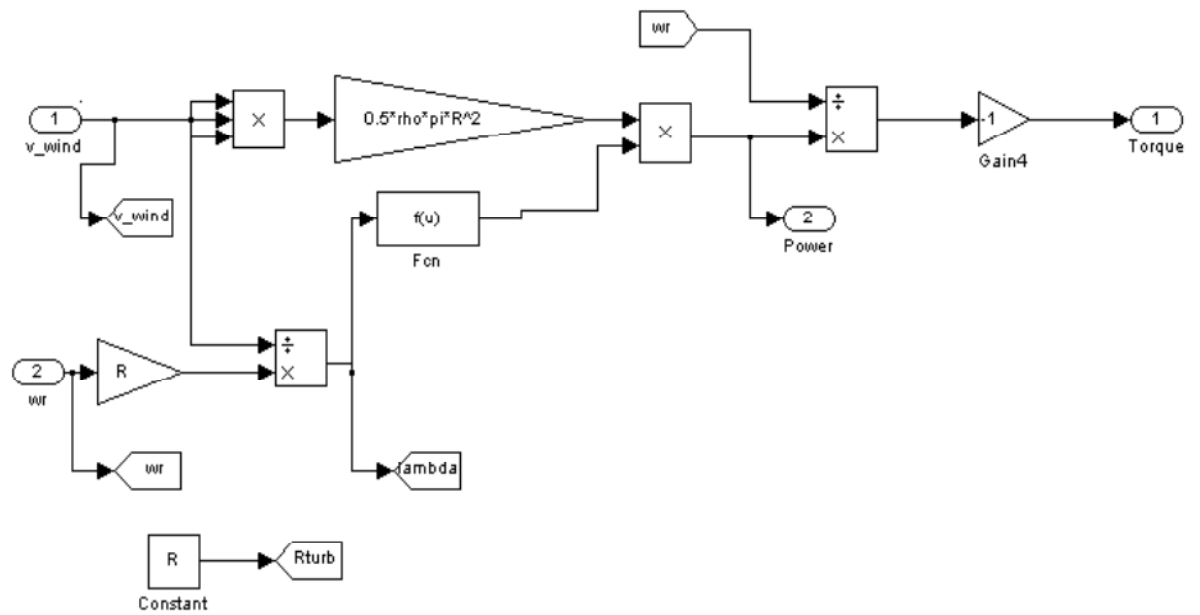 wr
1
v_wind
×
0.5*rho*pi*R^2
×
÷
×
-1
Gain4
1
Torque
v_wind
f(u)
Fcn
2
Power
÷
×
2
wr
R
wr
lambda
R
Constant
Rturb